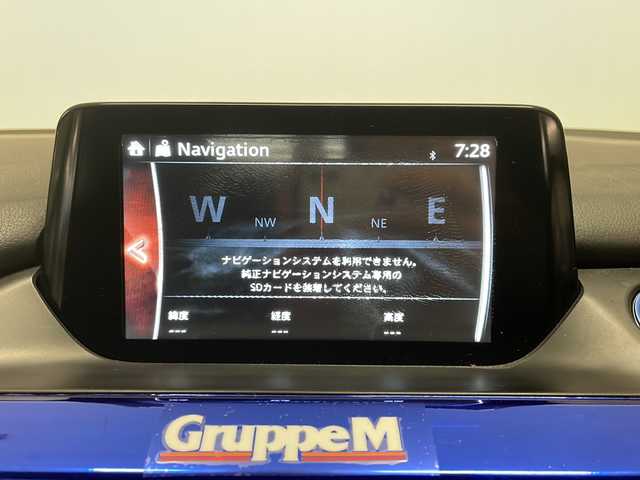 Navigation 7:28
W NW N NE E
ナビゲーションシステムを利用できません。
純正ナビゲーションシステム専用の
SDカードを装着してください。
緯度 経度 高度
--- --- ---
GruppeM